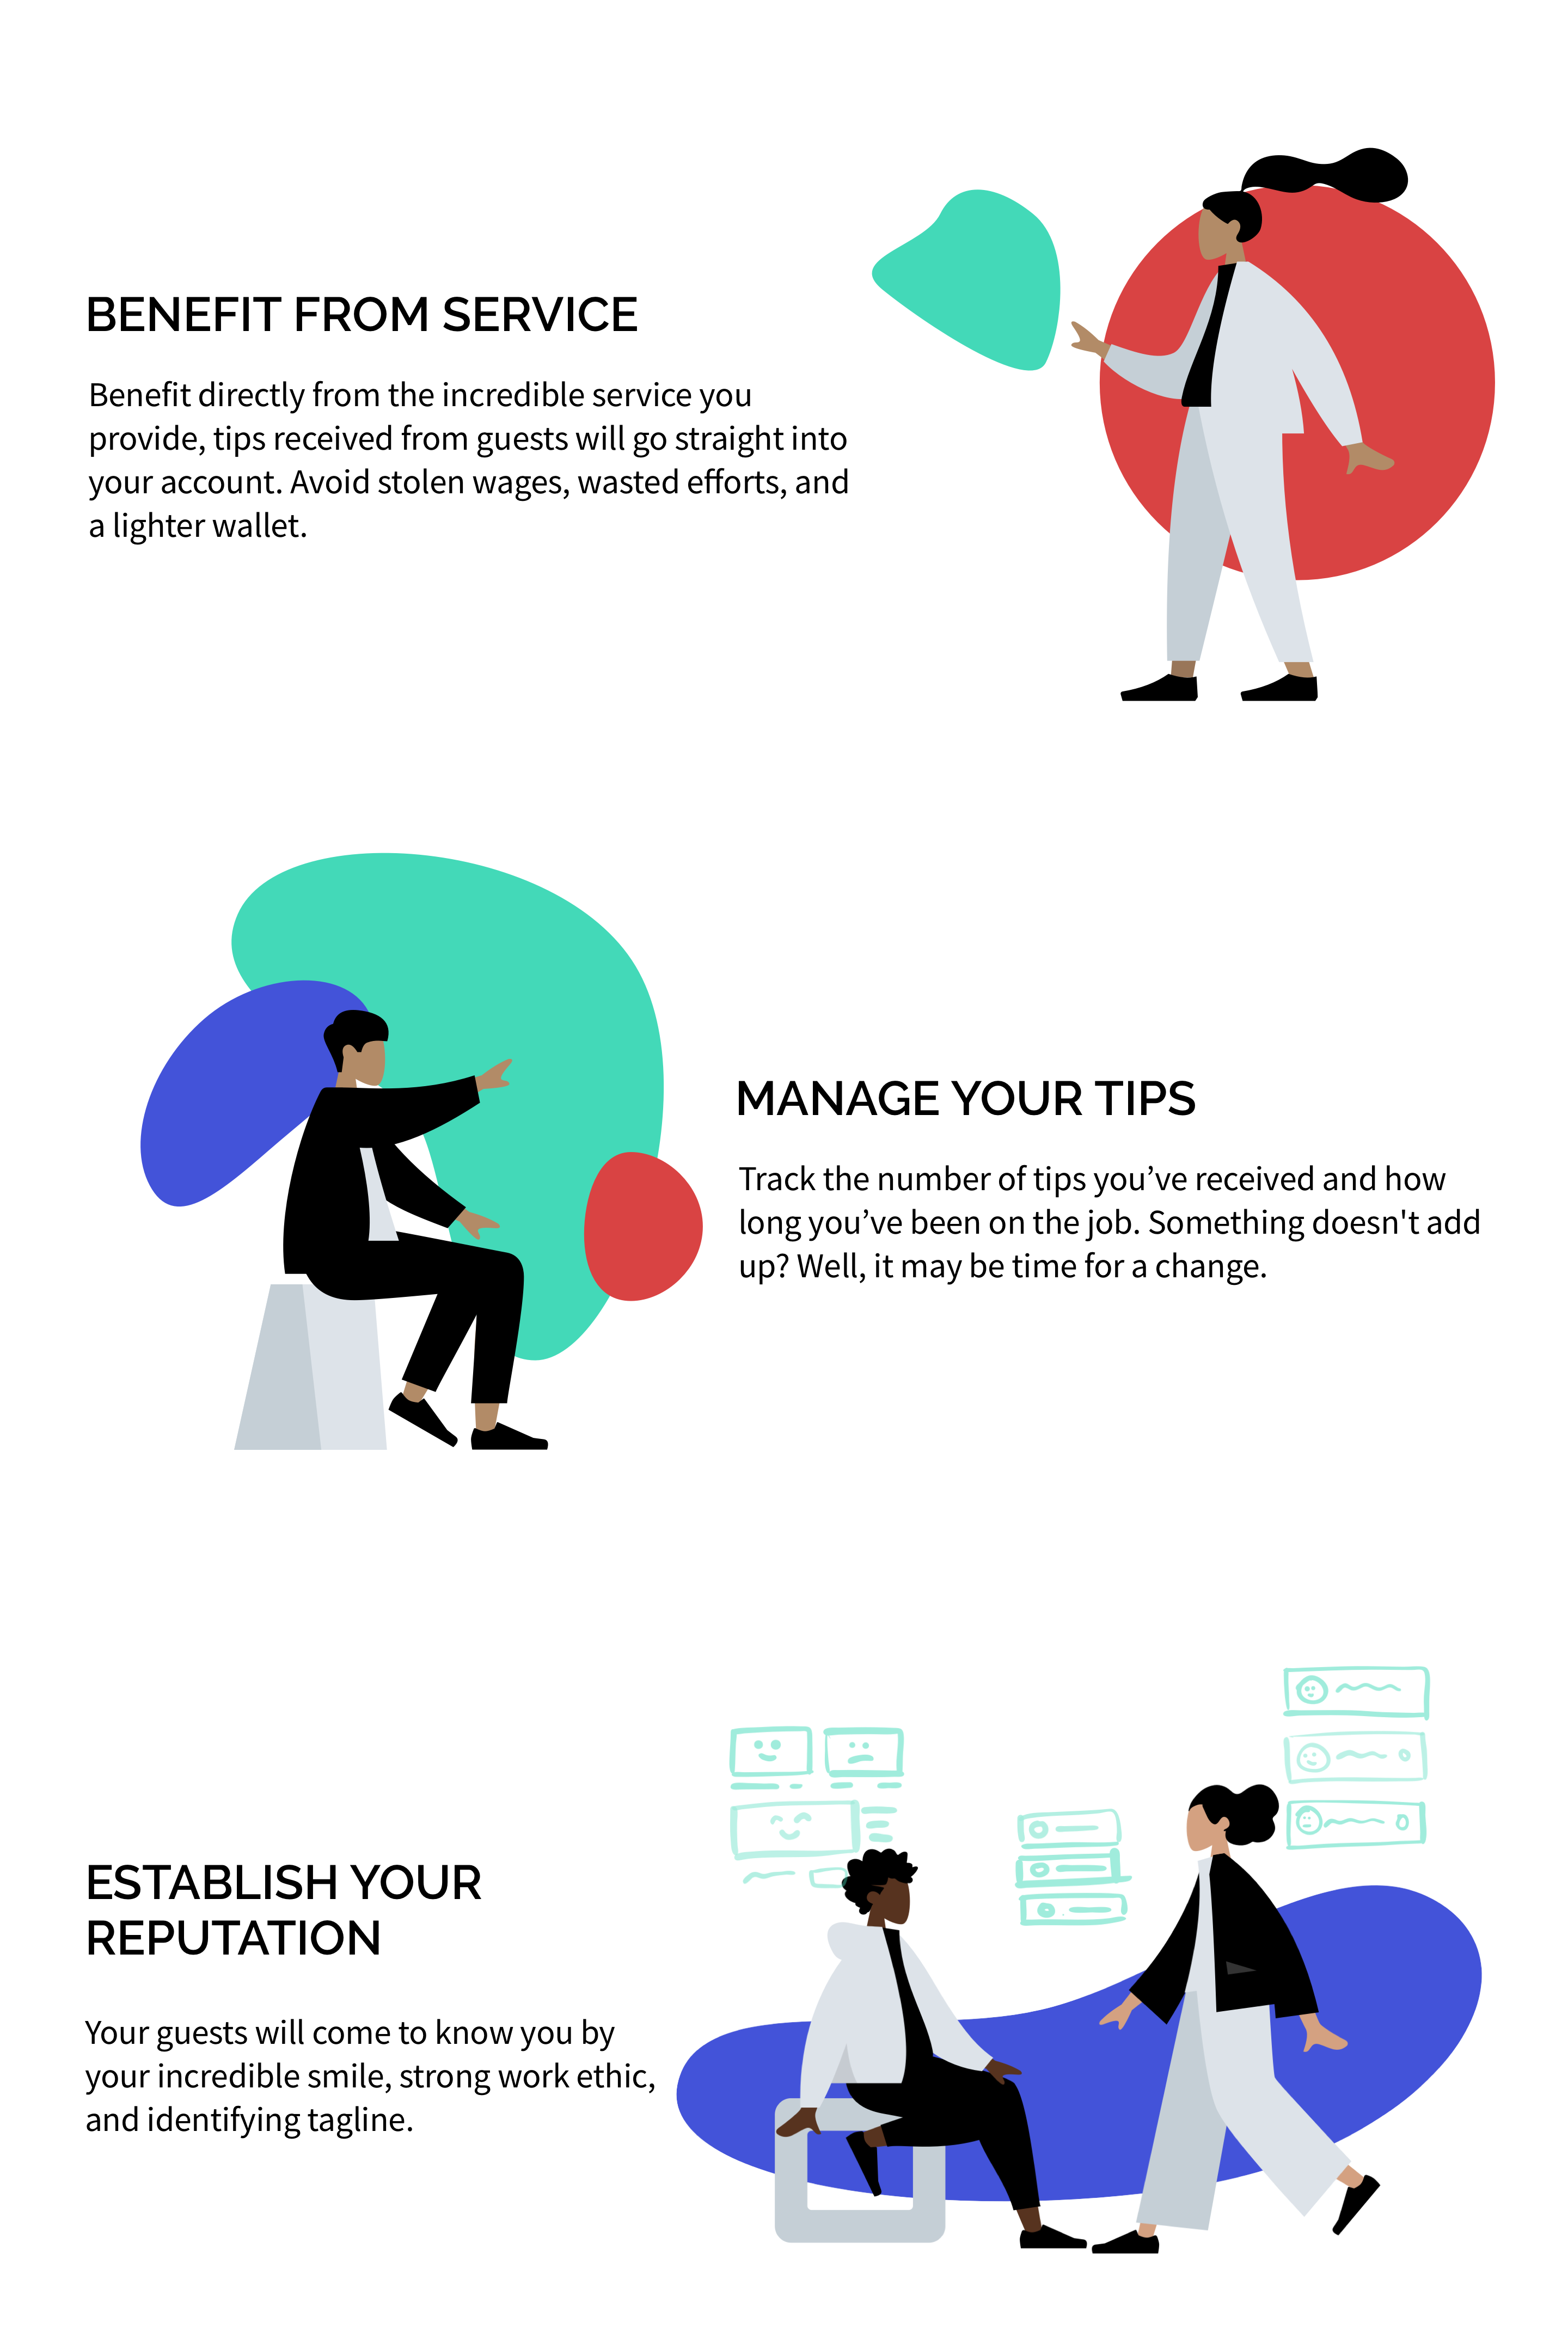 BENEFIT FROM SERVICE
Benefit directly from the incredible service you
provide, tips received from guests will go straight into
your account. Avoid stolen wages, wasted efforts, and
a lighter wallet.
MANAGE YOUR TIPS
Track the number of tips you’ve received and how
long you’ve been on the job. Something doesn't add
up? Well, it may be time for a change.
ESTABLISH YOUR
REPUTATION
Your guests will come to know you by
your incredible smile, strong work ethic,
and identifying tagline.